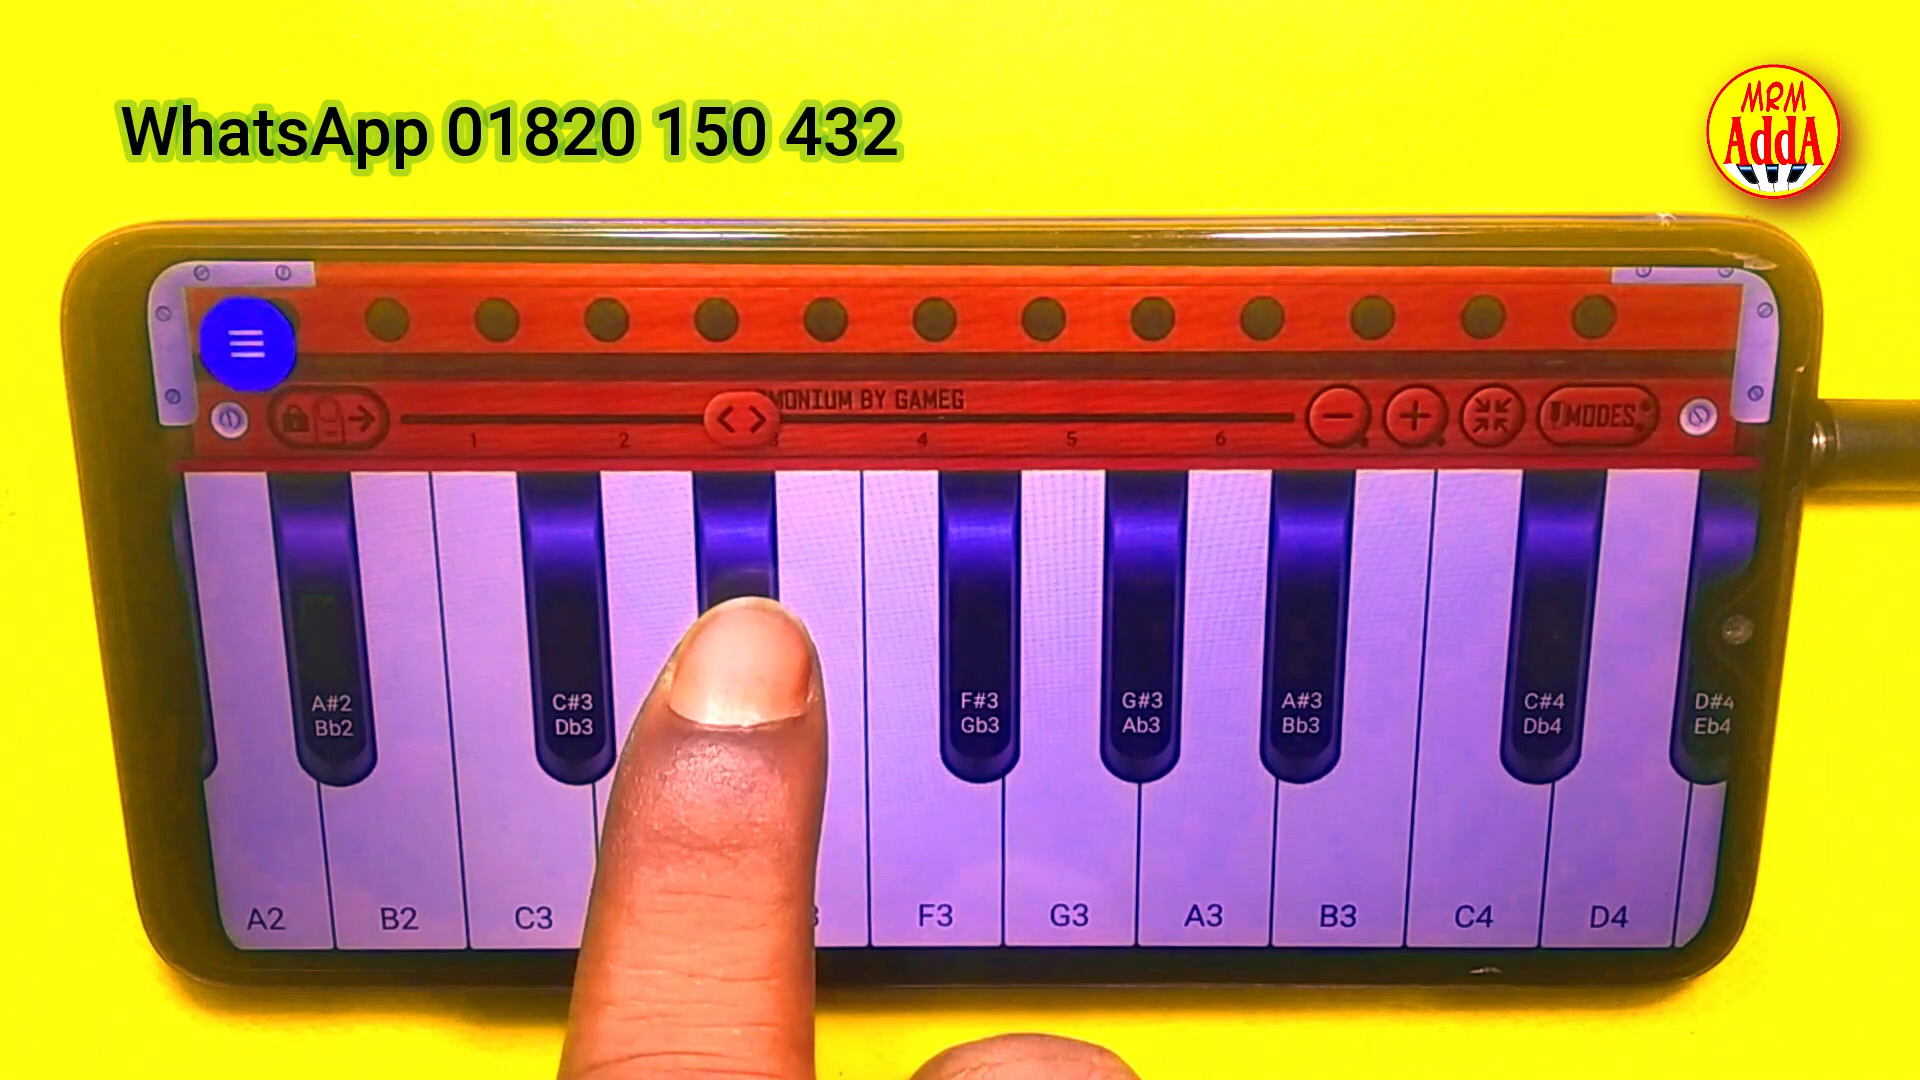 WhatsApp 01820 150 432
MRM
AddA
MONIUM BY GAMEG
1 2 3 4 5 6
MODES
A#2
Bb2
C#3
Db3
F#3
Gb3
G#3
Ab3
A#3
Bb3
C#4
Db4
D#4
Eb4
A2 B2 C3 F3 G3 A3 B3 C4 D4